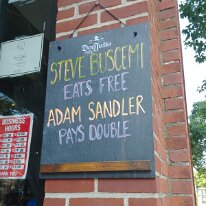 Don Julio
STEVE BUSCEMI
EATS FREE
ADAM SANDLER
PAYS DOUBLE
BUSINESS
HOURS